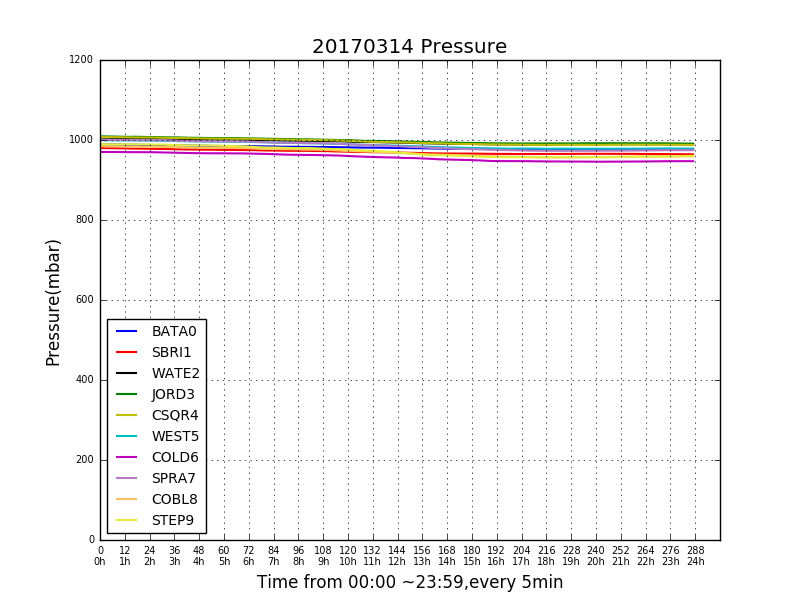 20170314 Pressure
1200
1000
800
600
400
200
0
Pressure(mbar)
BATA0
SBRI1
WATE2
JORD3
CSQR4
WEST5
COLD6
SPRA7
COBL8
STEP9
0 12 24 36 48 60 72 84 96 108 120 132 144 156 168 180 192 204 216 228 240 252 264 276 288
0h 1h 2h 3h 4h 5h 6h 7h 8h 9h 10h 11h 12h 13h 14h 15h 16h 17h 18h 19h 20h 21h 22h 23h 24h
Time from 00:00 ~23:59,every 5min